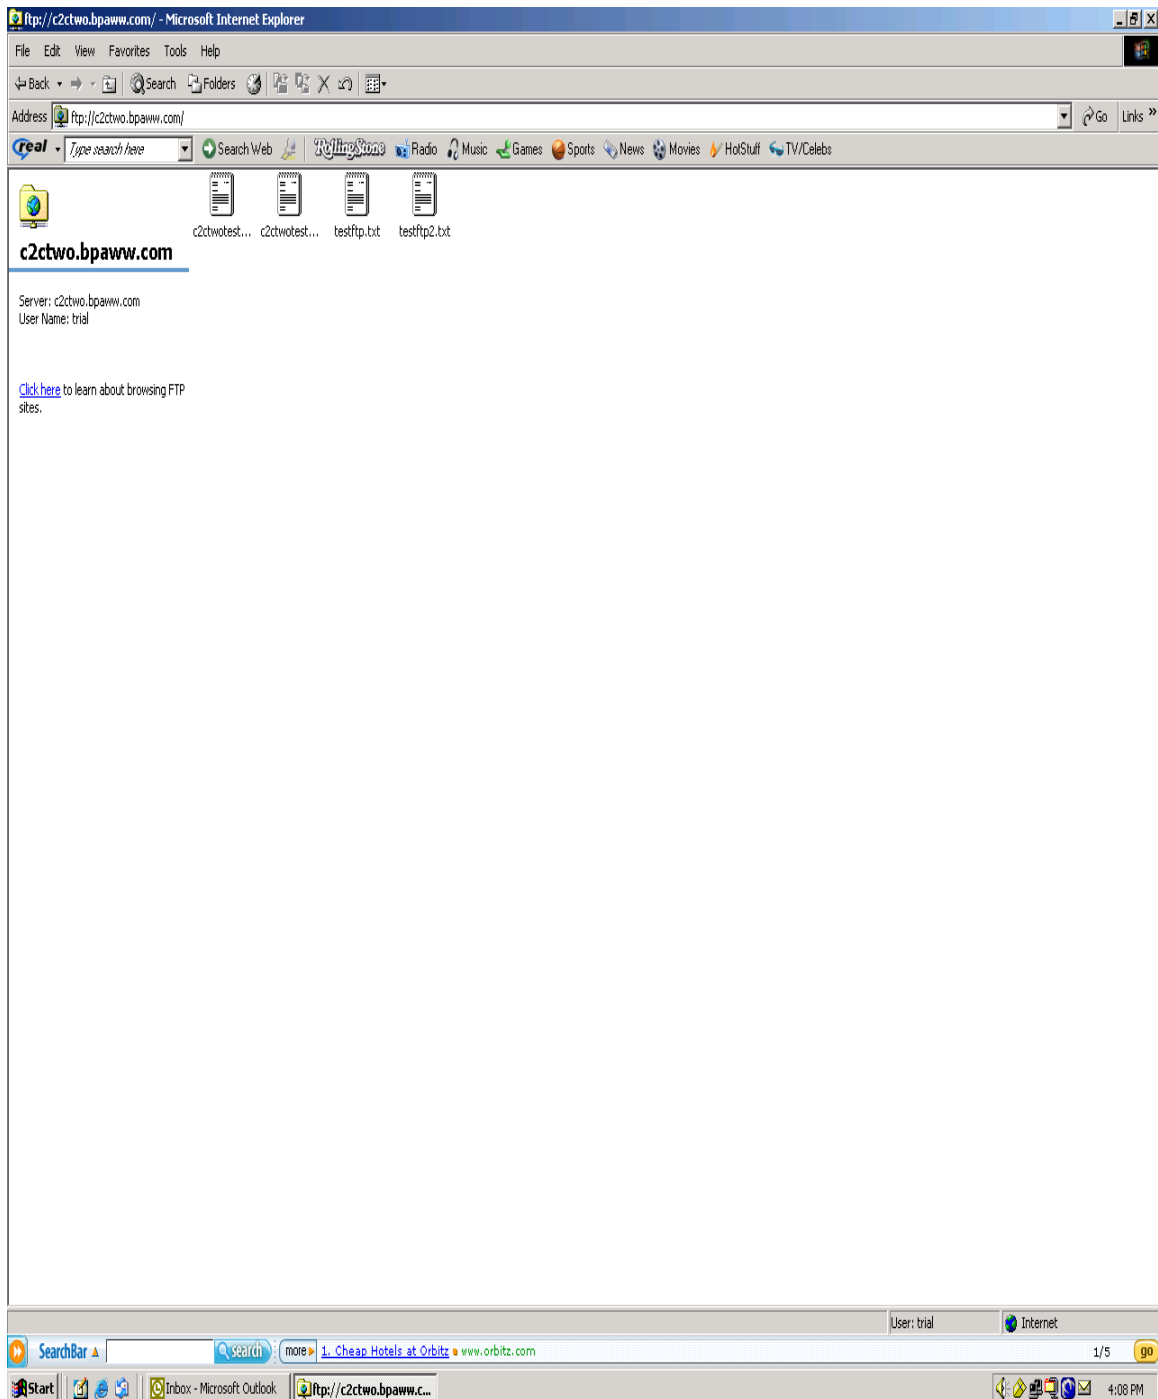 ftp://c2ctwo.bpaww.com/ - Microsoft Internet Explorer
File Edit View Favorites Tools Help
Back Search Folders
Address ftp://c2ctwo.bpaww.com/ Go Links »
real Type search here Search Web RollingStone Radio Music Games Sports News Movies HotStuff TV/Celebs
c2ctwotest... c2ctwotest... testftp.txt testftp2.txt
c2ctwo.bpaww.com
Server: c2ctwo.bpaww.com
User Name: trial
Click here to learn about browsing FTP
sites.
User: trial Internet
SearchBar search more 1. Cheap Hotels at Orbitz www.orbitz.com 1/5 go
Start Inbox - Microsoft Outlook ftp://c2ctwo.bpaww.c... 4:08 PM